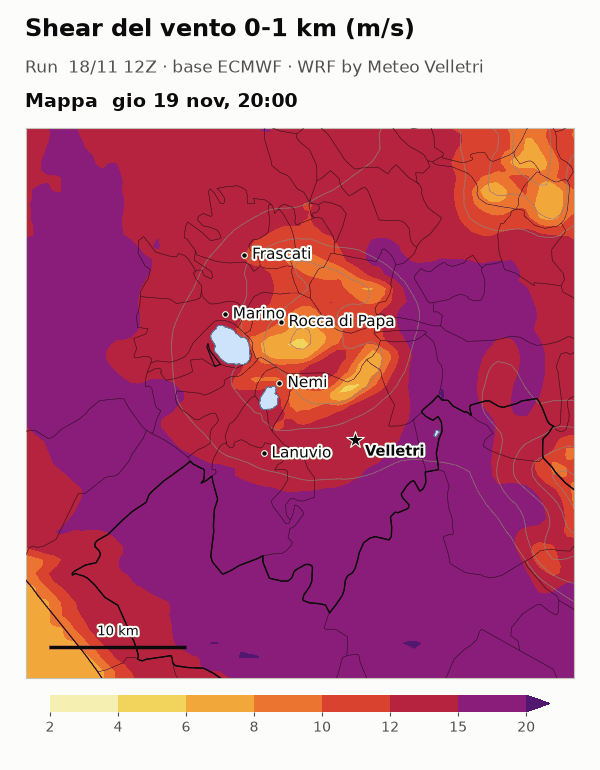 Shear del vento 0-1 km (m/s)
Run  18/11 12Z · base ECMWF · WRF by Meteo Velletri
Mappa  gio 19 nov, 20:00
Frascati
Marino
Rocca di Papa
Nemi
Velletri
Lanuvio
10 km
2 4 6 8 10 12 15 20